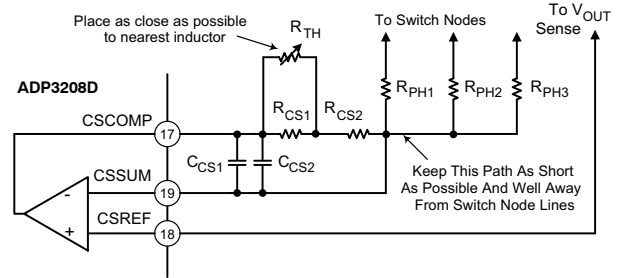 Place as close as possible
to nearest inductor
RTH
To Switch Nodes
To VOUT
Sense
ADP3208D
RPH1
RPH2
RPH3
RCS1
RCS2
CSCOMP
17
CCS1
CCS2
Keep This Path As Short
As Possible And Well Away
From Switch Node Lines
CSSUM
-
19
CSREF
+
18